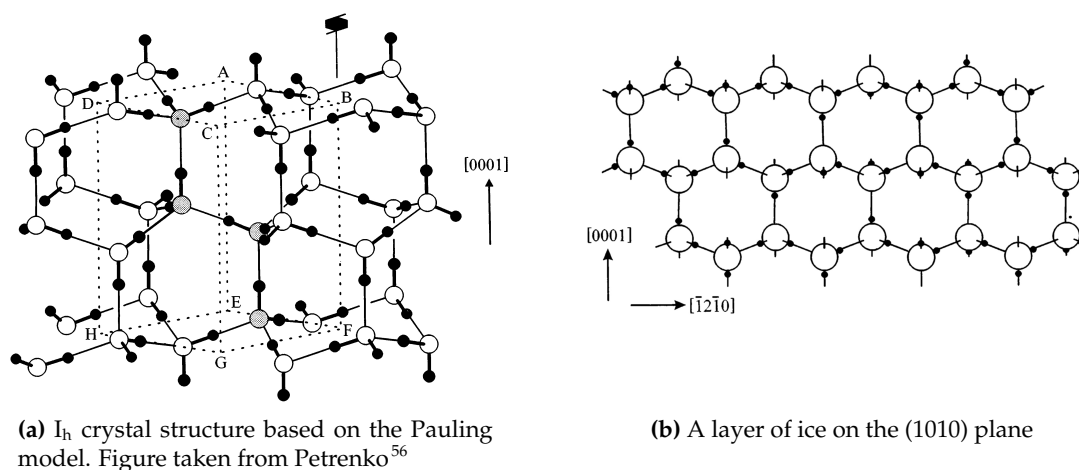 A
D
B
C
[0001]
E
H
F
G
[0001]
[1̄21̄0]
(a) Iₕ crystal structure based on the Pauling
model. Figure taken from Petrenko⁵⁶
(b) A layer of ice on the (1010) plane